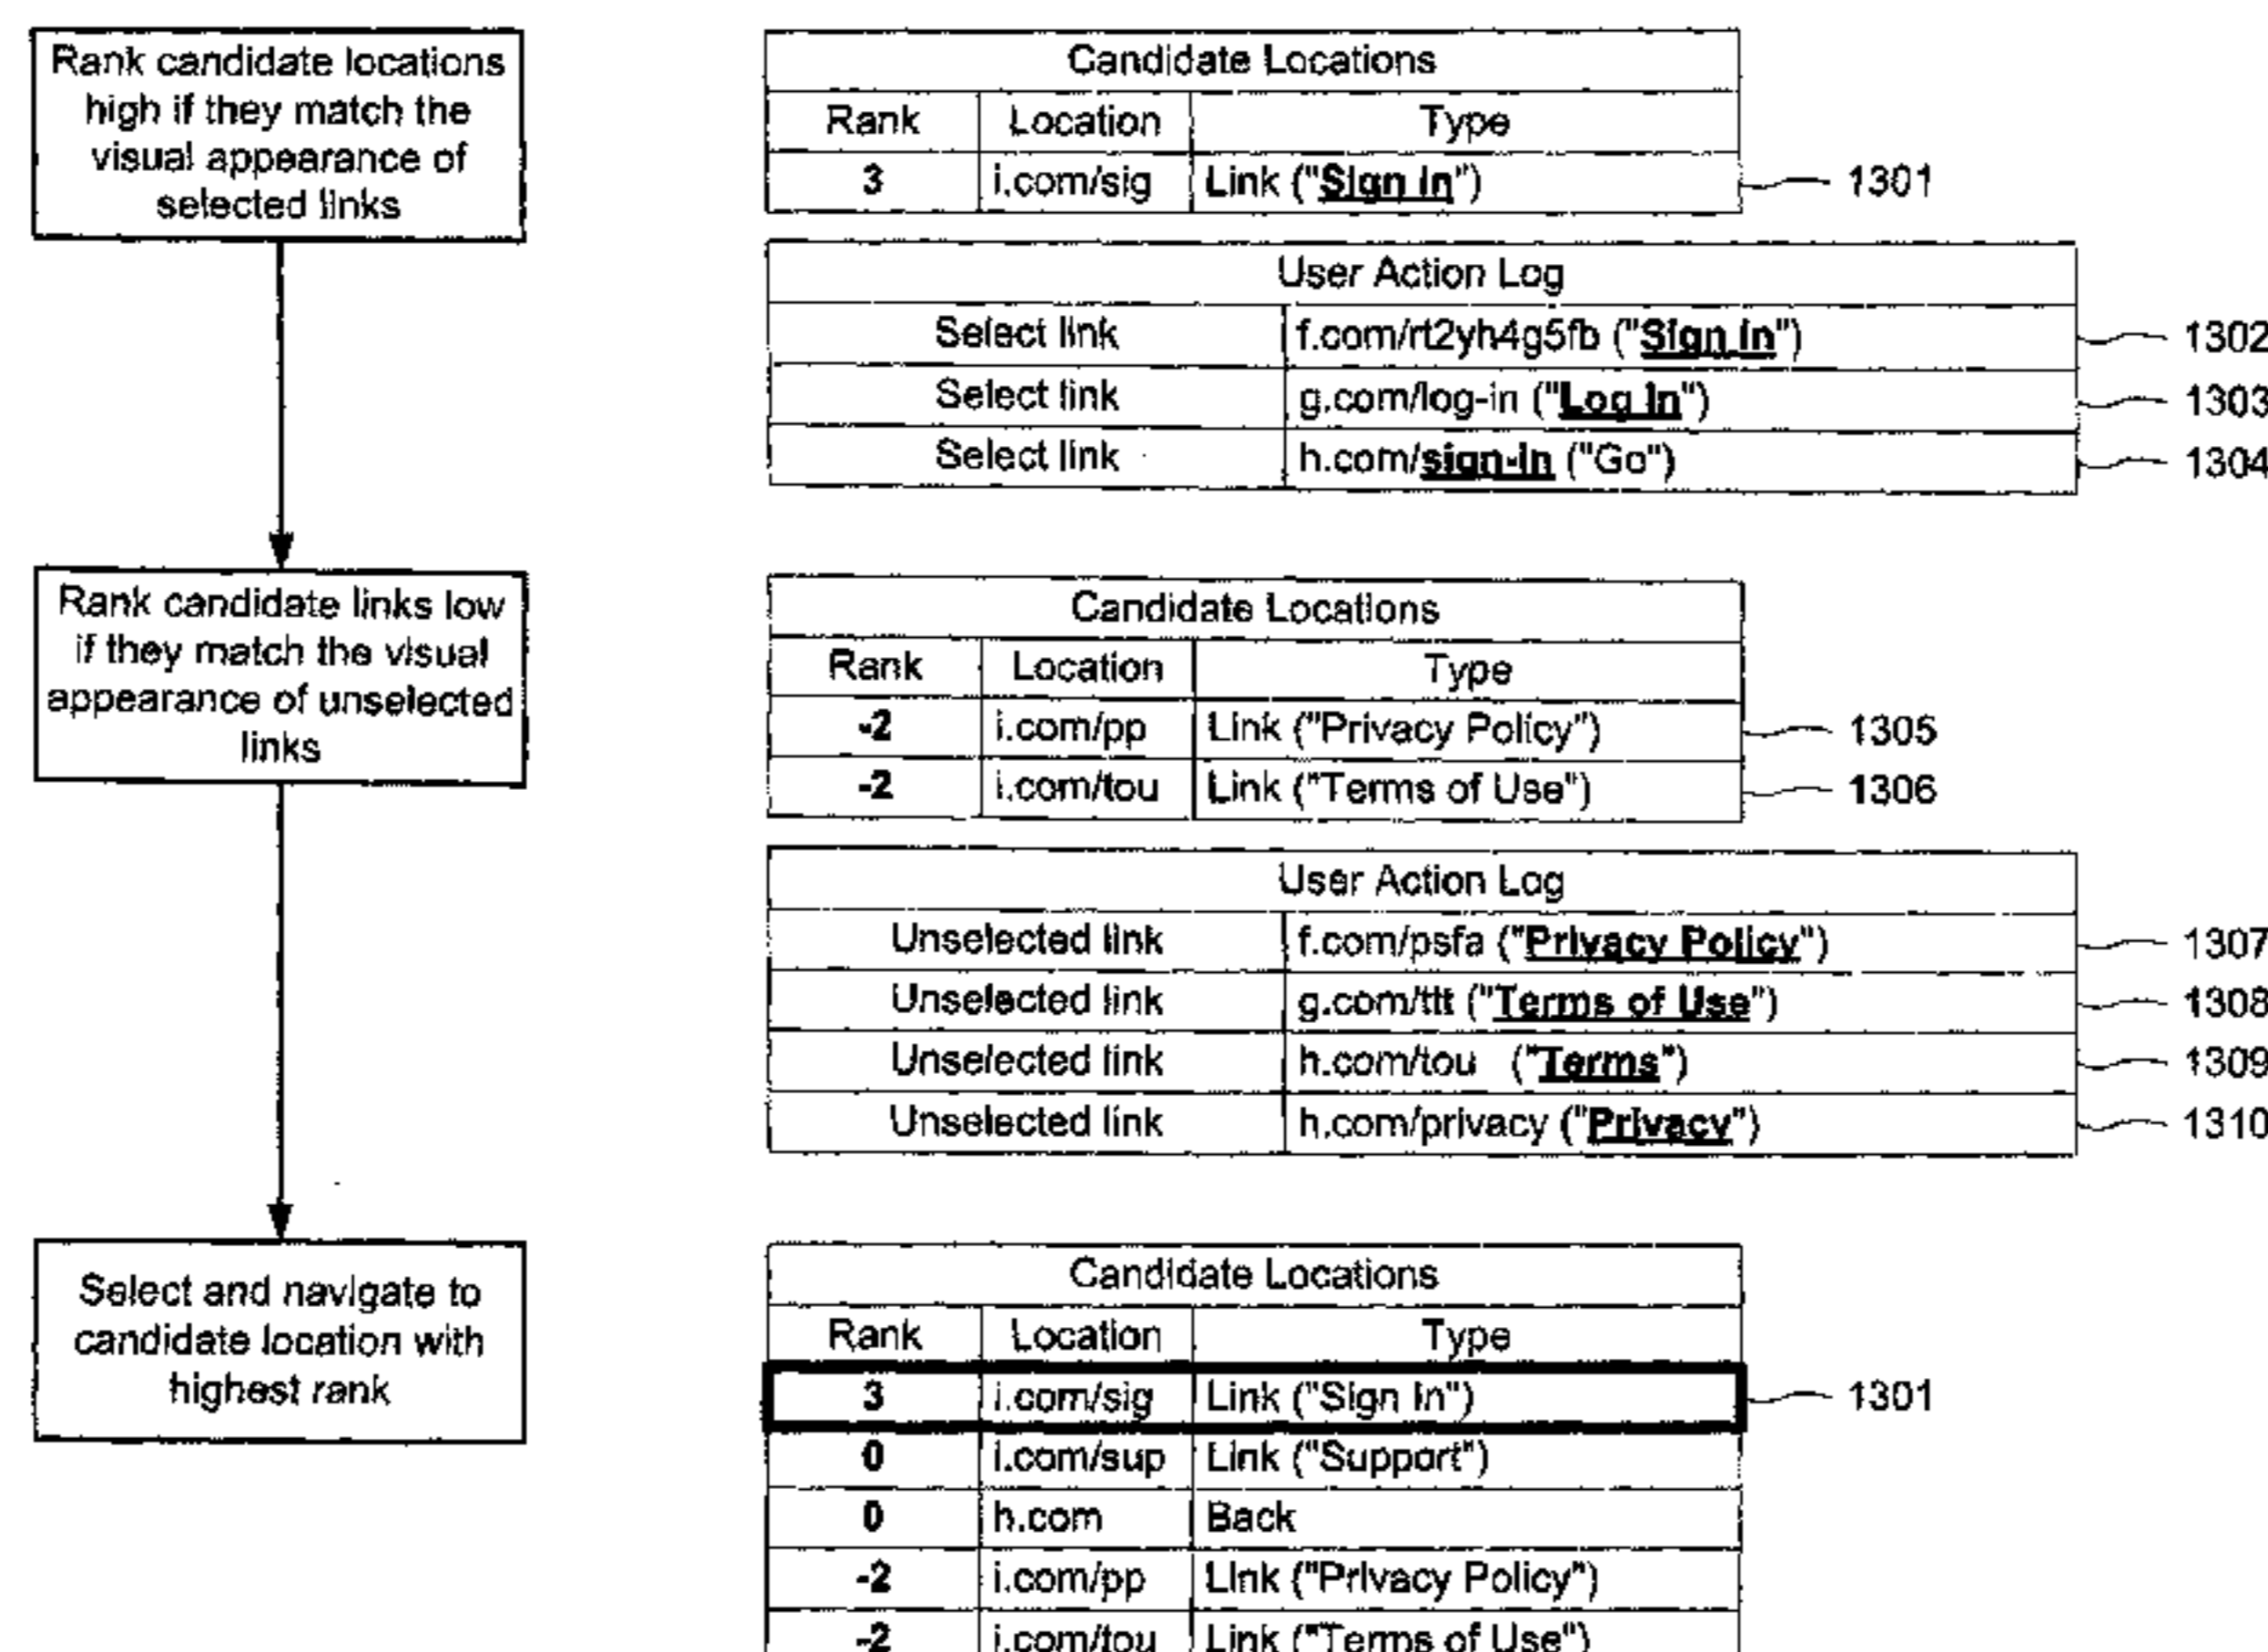 Rank candidate locations
high if they match the
visual appearance of
selected links
Candidate Locations
Rank Location Type
3 i.com/sig Link ("Sign In") 1301
User Action Log
Select link f.com/rt2yh4g5fb ("Sign In") 1302
Select link g.com/log-in ("Log In") 1303
Select link h.com/sign-in ("Go") 1304
Rank candidate links low
if they match the visual
appearance of unselected
links
Candidate Locations
Rank Location Type
-2 i.com/pp Link ("Privacy Policy") 1305
-2 i.com/tou Link ("Terms of Use") 1306
User Action Log
Unselected link f.com/psfa ("Privacy Policy") 1307
Unselected link g.com/ttt ("Terms of Use") 1308
Unselected link h.com/tou ("Terms") 1309
Unselected link h.com/privacy ("Privacy") 1310
Select and navigate to
candidate location with
highest rank
Candidate Locations
Rank Location Type
3 i.com/sig Link ("Sign In") 1301
0 i.com/sup Link ("Support")
0 h.com Back
-2 i.com/pp Link ("Privacy Policy")
-2 i.com/tou Link ("Terms of Use")